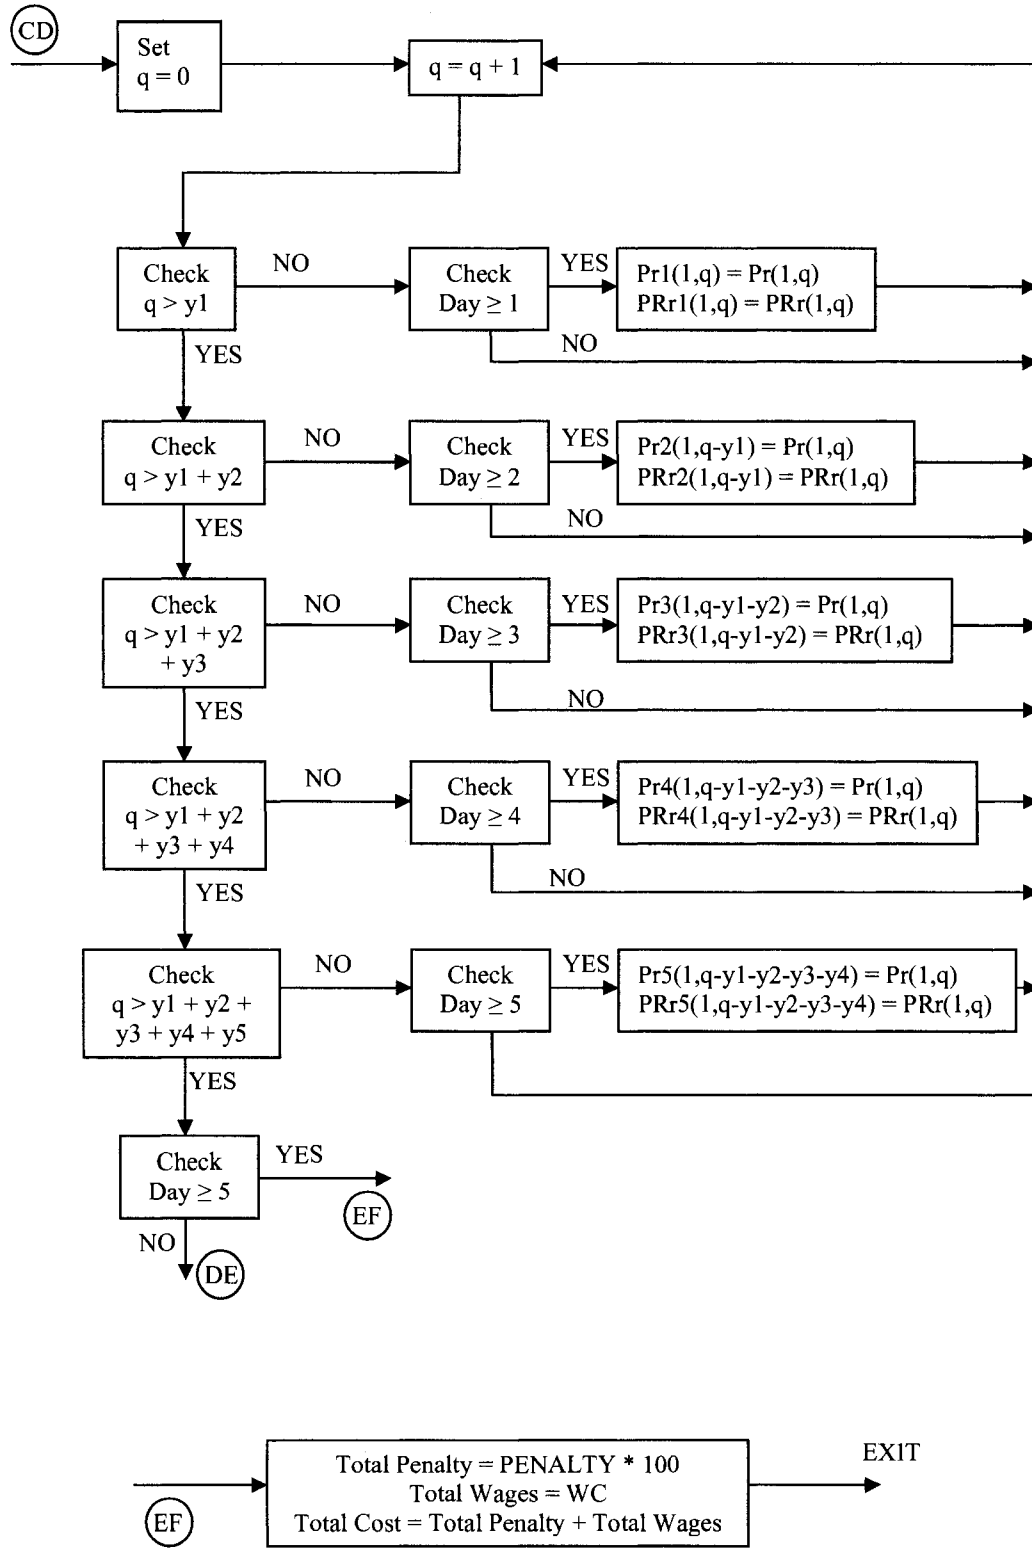 CD
Set
q = 0
q = q + 1
Check
q > y1
NO
Check
Day ≥ 1
YES
Pr1(1,q) = Pr(1,q)
PRr1(1,q) = PRr(1,q)
NO
YES
Check
q > y1 + y2
NO
Check
Day ≥ 2
YES
Pr2(1,q-y1) = Pr(1,q)
PRr2(1,q-y1) = PRr(1,q)
NO
YES
Check
q > y1 + y2
+ y3
NO
Check
Day ≥ 3
YES
Pr3(1,q-y1-y2) = Pr(1,q)
PRr3(1,q-y1-y2) = PRr(1,q)
NO
YES
Check
q > y1 + y2
+ y3 + y4
NO
Check
Day ≥ 4
YES
Pr4(1,q-y1-y2-y3) = Pr(1,q)
PRr4(1,q-y1-y2-y3) = PRr(1,q)
NO
YES
Check
q > y1 + y2 +
y3 + y4 + y5
NO
Check
Day ≥ 5
YES
Pr5(1,q-y1-y2-y3-y4) = Pr(1,q)
PRr5(1,q-y1-y2-y3-y4) = PRr(1,q)
YES
Check
Day ≥ 5
YES
EF
NO
DE
EF
Total Penalty = PENALTY * 100
Total Wages = WC
Total Cost = Total Penalty + Total Wages
EXIT